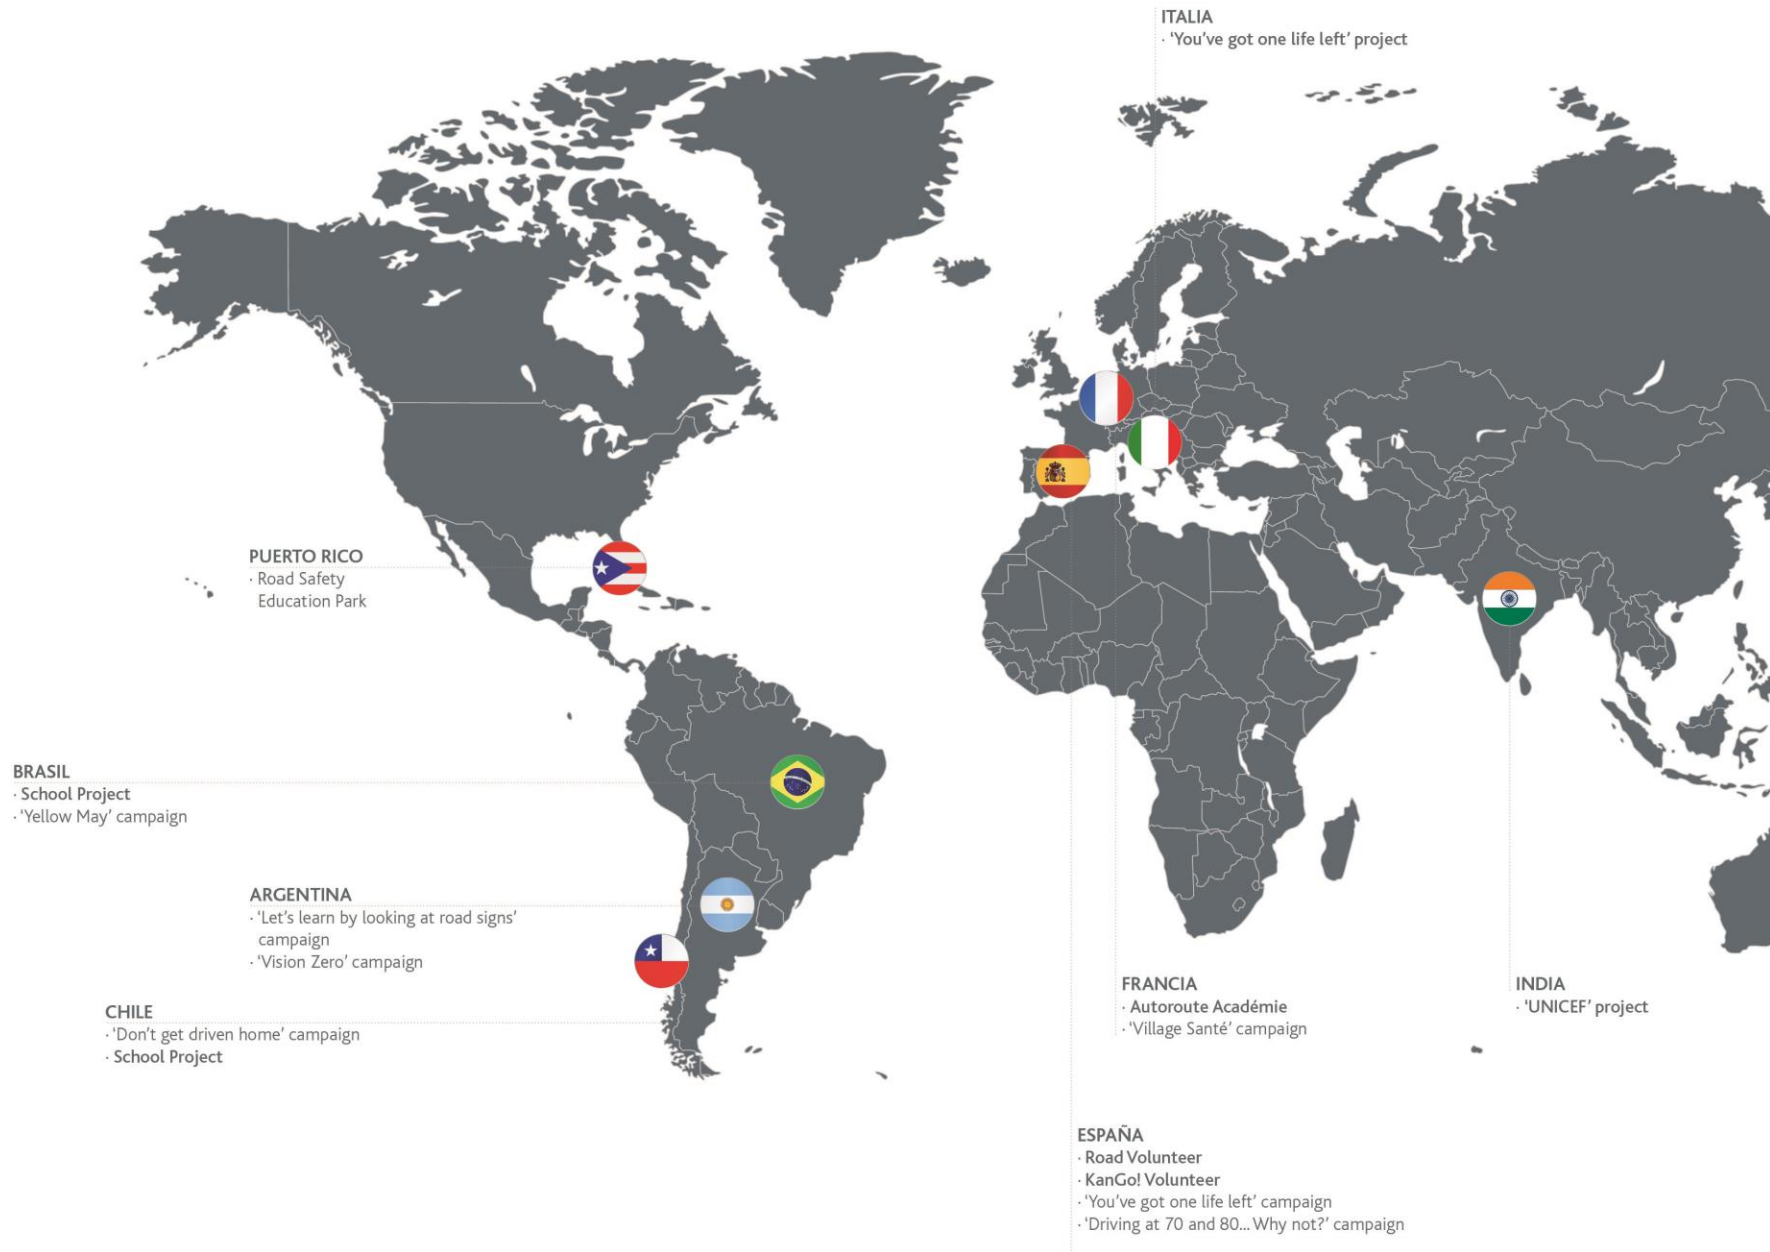 ITALIA
· ‘You’ve got one life left’ project
PUERTO RICO
· Road Safety
Education Park
BRASIL
· School Project
· ‘Yellow May’ campaign
ARGENTINA
· ‘Let’s learn by looking at road signs’
campaign
· ‘Vision Zero’ campaign
CHILE
· ‘Don’t get driven home’ campaign
· School Project
FRANCIA
· Autoroute Académie
· ‘Village Santé’ campaign
INDIA
· ‘UNICEF’ project
ESPAÑA
· Road Volunteer
· KanGo! Volunteer
· ‘You’ve got one life left’ campaign
· ‘Driving at 70 and 80... Why not?’ campaign